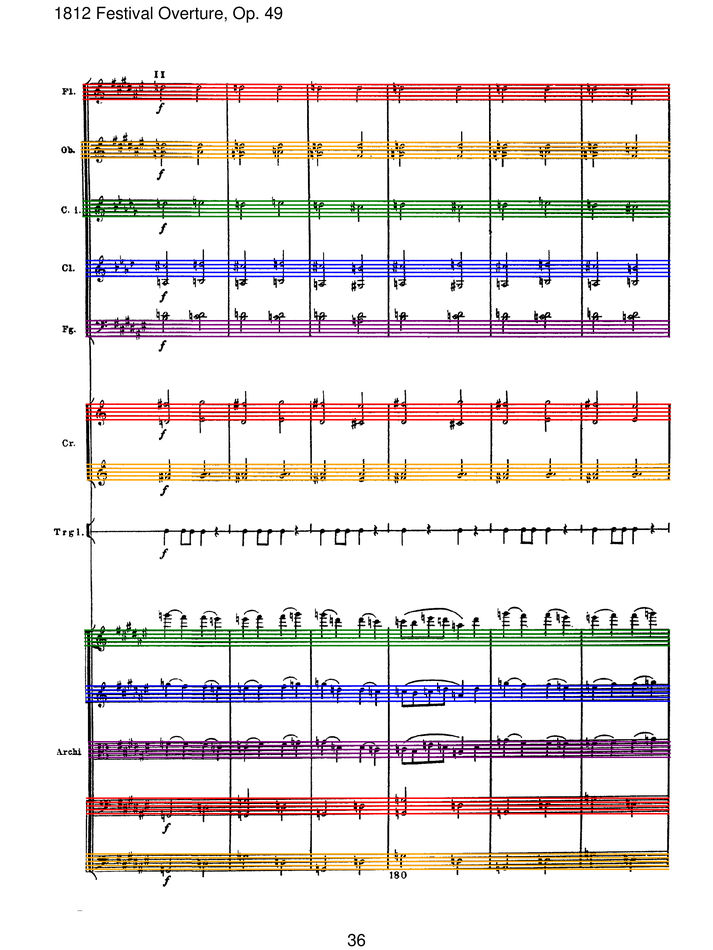 1812 Festival Overture, Op. 49
II
Fl.
f
Ob.
f
C. i.
f
Cl.
f
Fg.
f
Cr.
f
f
Trgl.
f
Archi
f
180
f
36